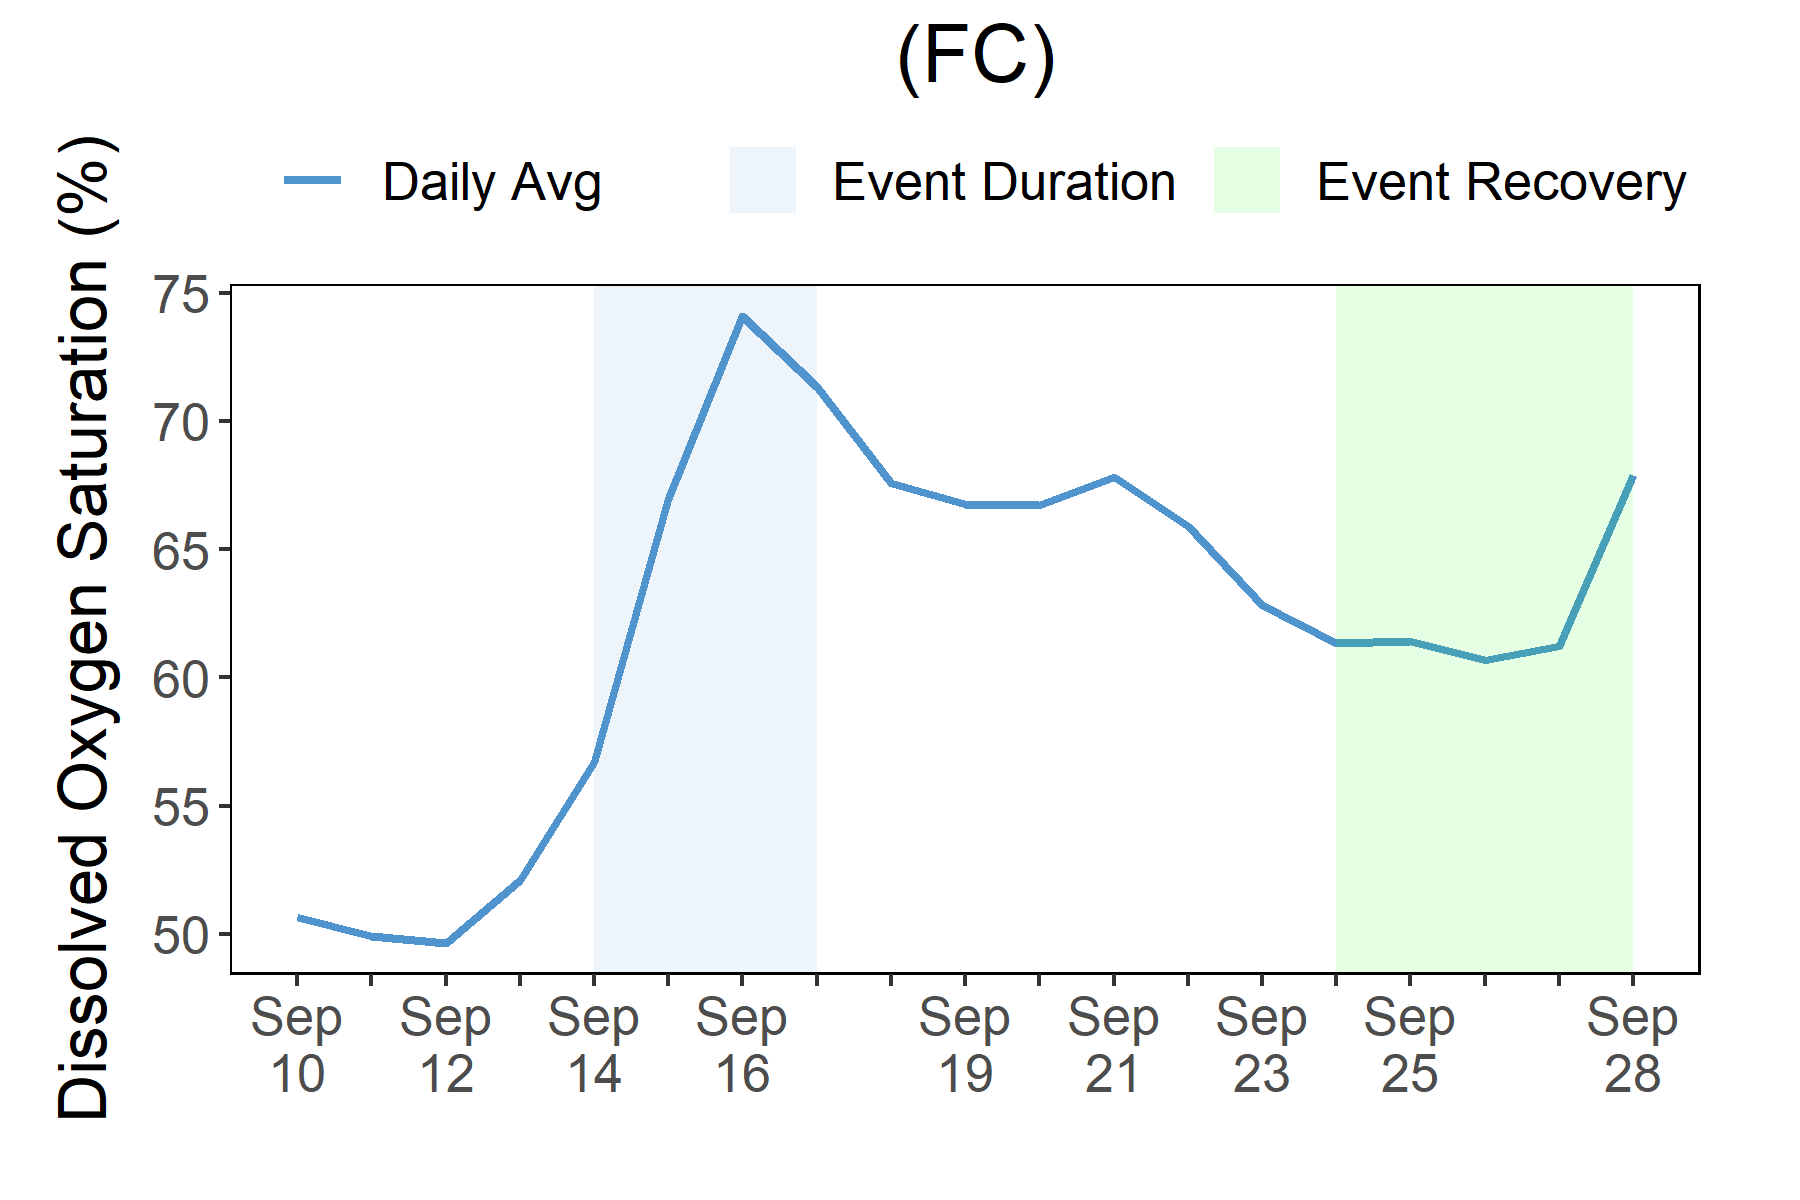 (FC)
Daily Avg
Event Duration
Event Recovery
Dissolved Oxygen Saturation (%)
75
70
65
60
55
50
Sep 10
Sep 12
Sep 14
Sep 16
Sep 19
Sep 21
Sep 23
Sep 25
Sep 28